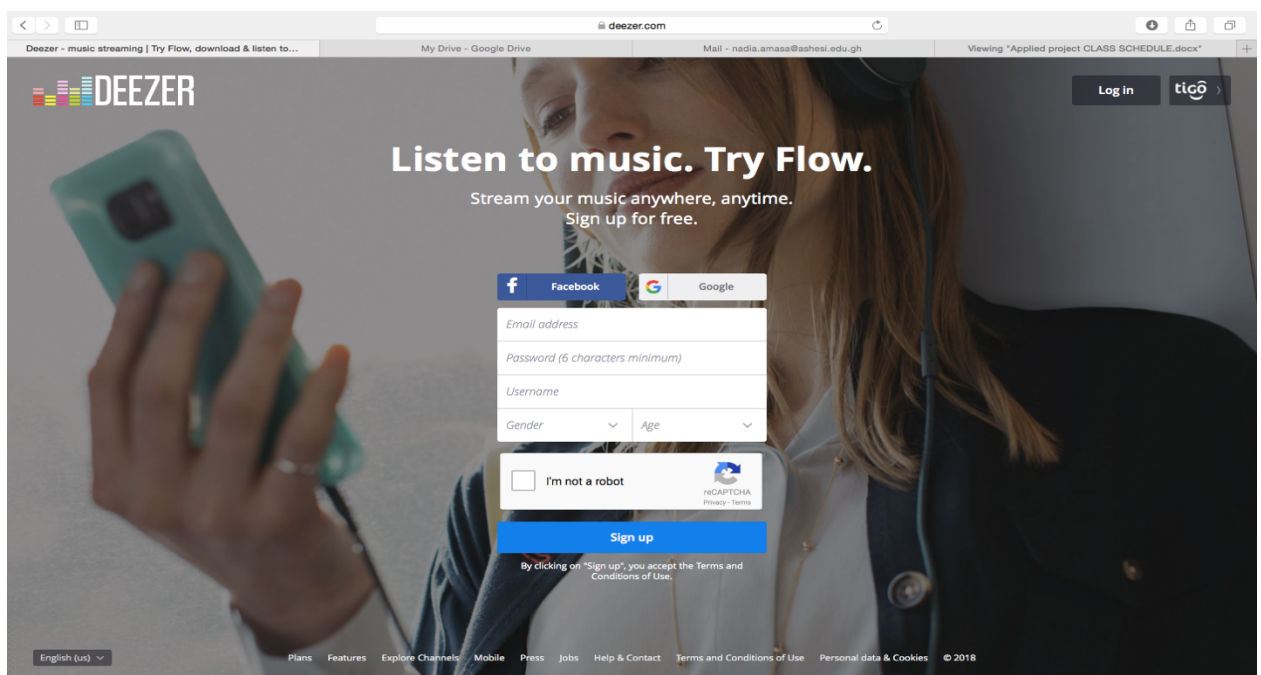 deezer.com
Deezer - music streaming | Try Flow, download & listen to...
My Drive - Google Drive
Mail - nadia.amasa@ashesi.edu.gh
Viewing "Applied project CLASS SCHEDULE.docx"
DEEZER
Log in
tigo
Listen to music. Try Flow.
Stream your music anywhere, anytime.
Sign up for free.
f Facebook
G Google
Email address
Password (6 characters minimum)
Username
Gender
Age
I'm not a robot
reCAPTCHA
Privacy - Terms
Sign up
By clicking on "Sign up", you accept the Terms and
Conditions of Use.
English (us)
Plans Features Explore Channels Mobile Press Jobs Help & Contact Terms and Conditions of Use Personal data & Cookies © 2018